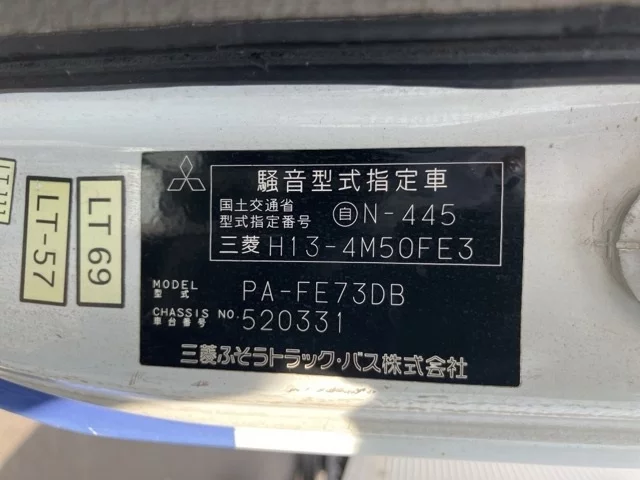 騒音型式指定車
国土交通省
型式指定番号 自N-445
三菱 H13-4M50FE3
MODEL
型式
PA-FE73DB
CHASSIS NO.
車台番号
520331
三菱ふそうトラック・バス株式会社
LT 69
LT-57